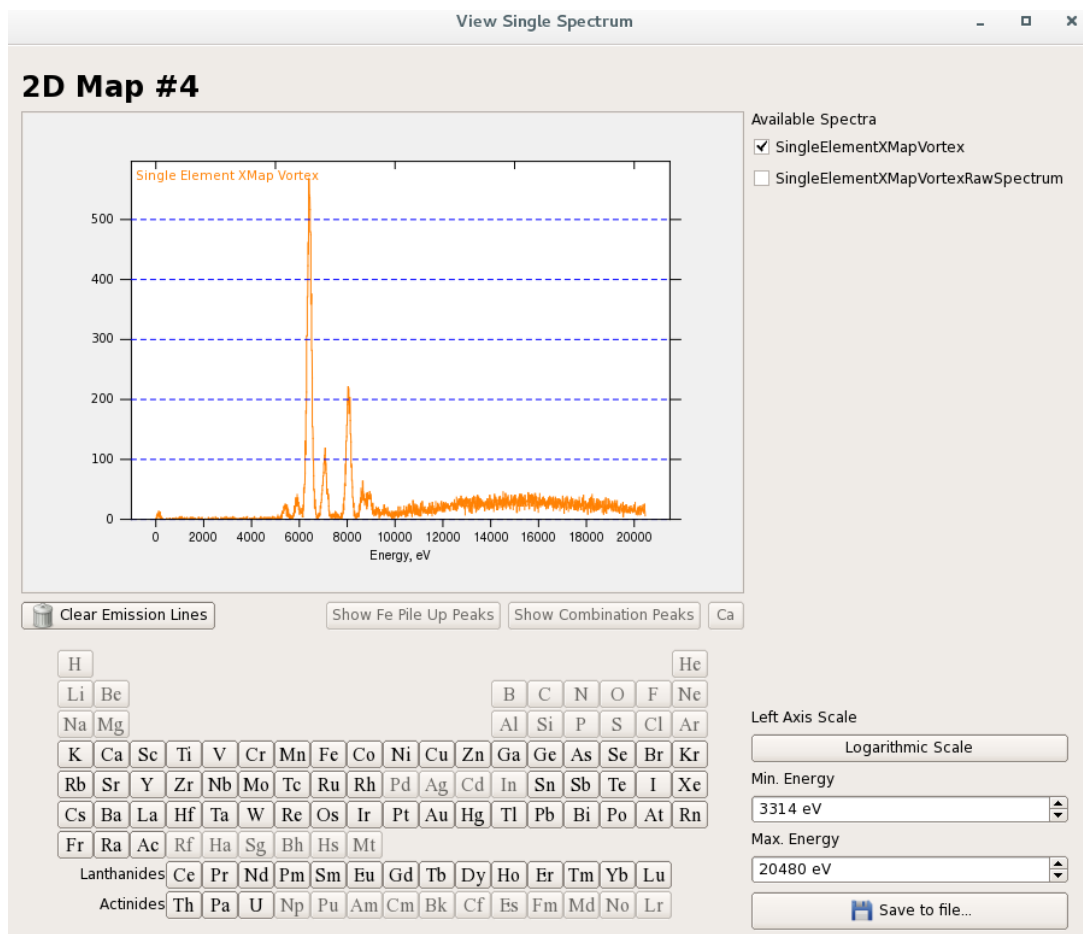 View Single Spectrum
2D Map #4
Single Element XMap Vortex
500
400
300
200
100
0
0 2000 4000 6000 8000 10000 12000 14000 16000 18000 20000
Energy, eV
Available Spectra
SingleElementXMapVortex
SingleElementXMapVortexRawSpectrum
Clear Emission Lines Show Fe Pile Up Peaks Show Combination Peaks Ca
H He
Li Be B C N O F Ne
Na Mg Al Si P S Cl Ar
K Ca Sc Ti V Cr Mn Fe Co Ni Cu Zn Ga Ge As Se Br Kr
Rb Sr Y Zr Nb Mo Tc Ru Rh Pd Ag Cd In Sn Sb Te I Xe
Cs Ba La Hf Ta W Re Os Ir Pt Au Hg Tl Pb Bi Po At Rn
Fr Ra Ac Rf Ha Sg Bh Hs Mt
Lanthanides Ce Pr Nd Pm Sm Eu Gd Tb Dy Ho Er Tm Yb Lu
Actinides Th Pa U Np Pu Am Cm Bk Cf Es Fm Md No Lr
Left Axis Scale
Logarithmic Scale
Min. Energy
3314 eV
Max. Energy
20480 eV
Save to file...